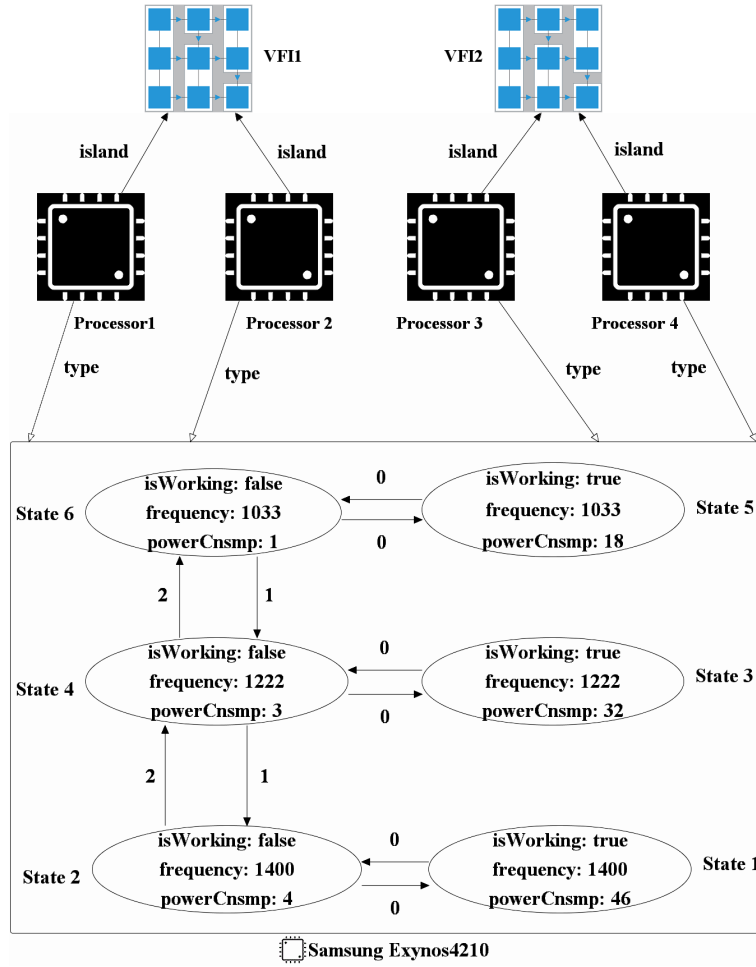 VFI1
VFI2
island
island
island
island
Processor1
Processor 2
Processor 3
Processor 4
type
type
type
type
State 6
isWorking: false
frequency: 1033
powerCnsmp: 1
0
0
isWorking: true
frequency: 1033
powerCnsmp: 18
State 5
2
1
State 4
isWorking: false
frequency: 1222
powerCnsmp: 3
0
0
isWorking: true
frequency: 1222
powerCnsmp: 32
State 3
2
1
State 2
isWorking: false
frequency: 1400
powerCnsmp: 4
0
0
isWorking: true
frequency: 1400
powerCnsmp: 46
State 1
Samsung Exynos4210